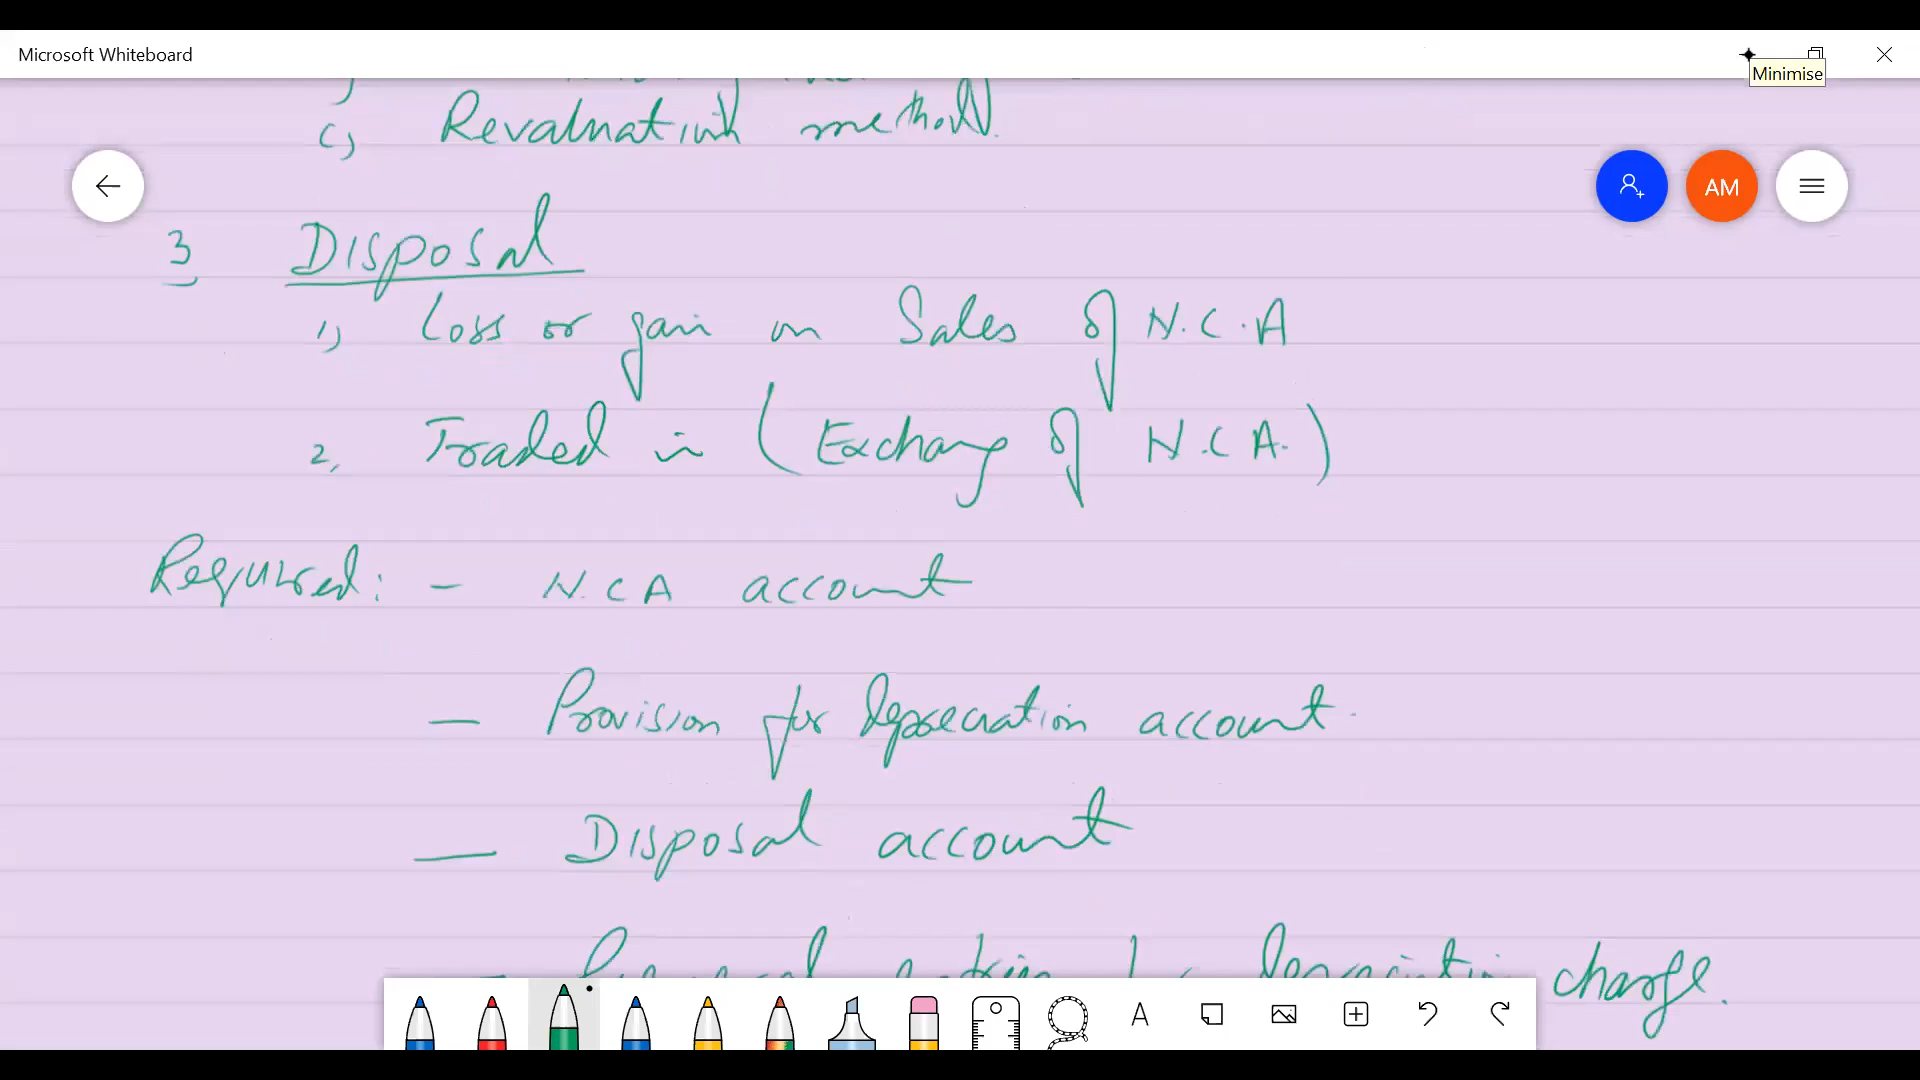 Microsoft Whiteboard
Minimise
c) Revaluation method.
AM
3 Disposal
1) Loss or gain on Sales of N.C.A
2, Traded in (Exchang of N.C.A.)
Required: - N.C A account
- Provision for Depreciation account.
- Disposal account
charge.
A